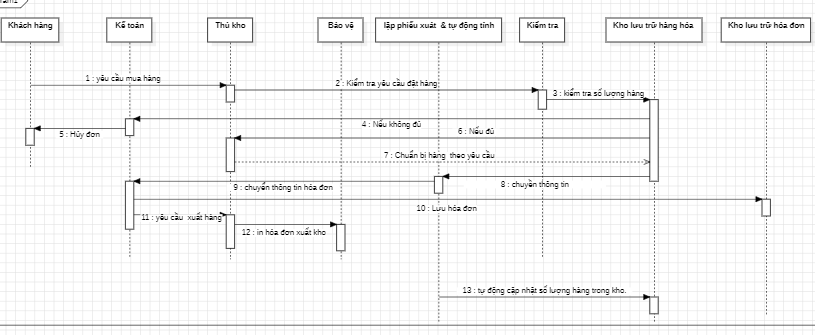 Khách hàng
Kế toán
Thủ kho
Bảo vệ
lập phiếu xuât & tự động tính
Kiểm tra
Kho lưu trữ hàng hóa
Kho lưu trữ hóa đơn
1 : yêu cầu mua hàng
2 : Kiểm tra yêu cầu đặt hàng
3 : kiểm tra số lượng hàng
4 : Nếu không đủ
6 : Nếu đủ
5 : Hủy đơn
7 : Chuẩn bị hàng theo yêu cầu
9 : chuyển thông tin hóa đơn
8 : chuyền thông tin
10 : Lưu hóa đơn
11 : yêu cầu xuất hàng
12 : in hóa đơn xuất kho
13 : tự động cập nhật số lượng hàng trong kho.